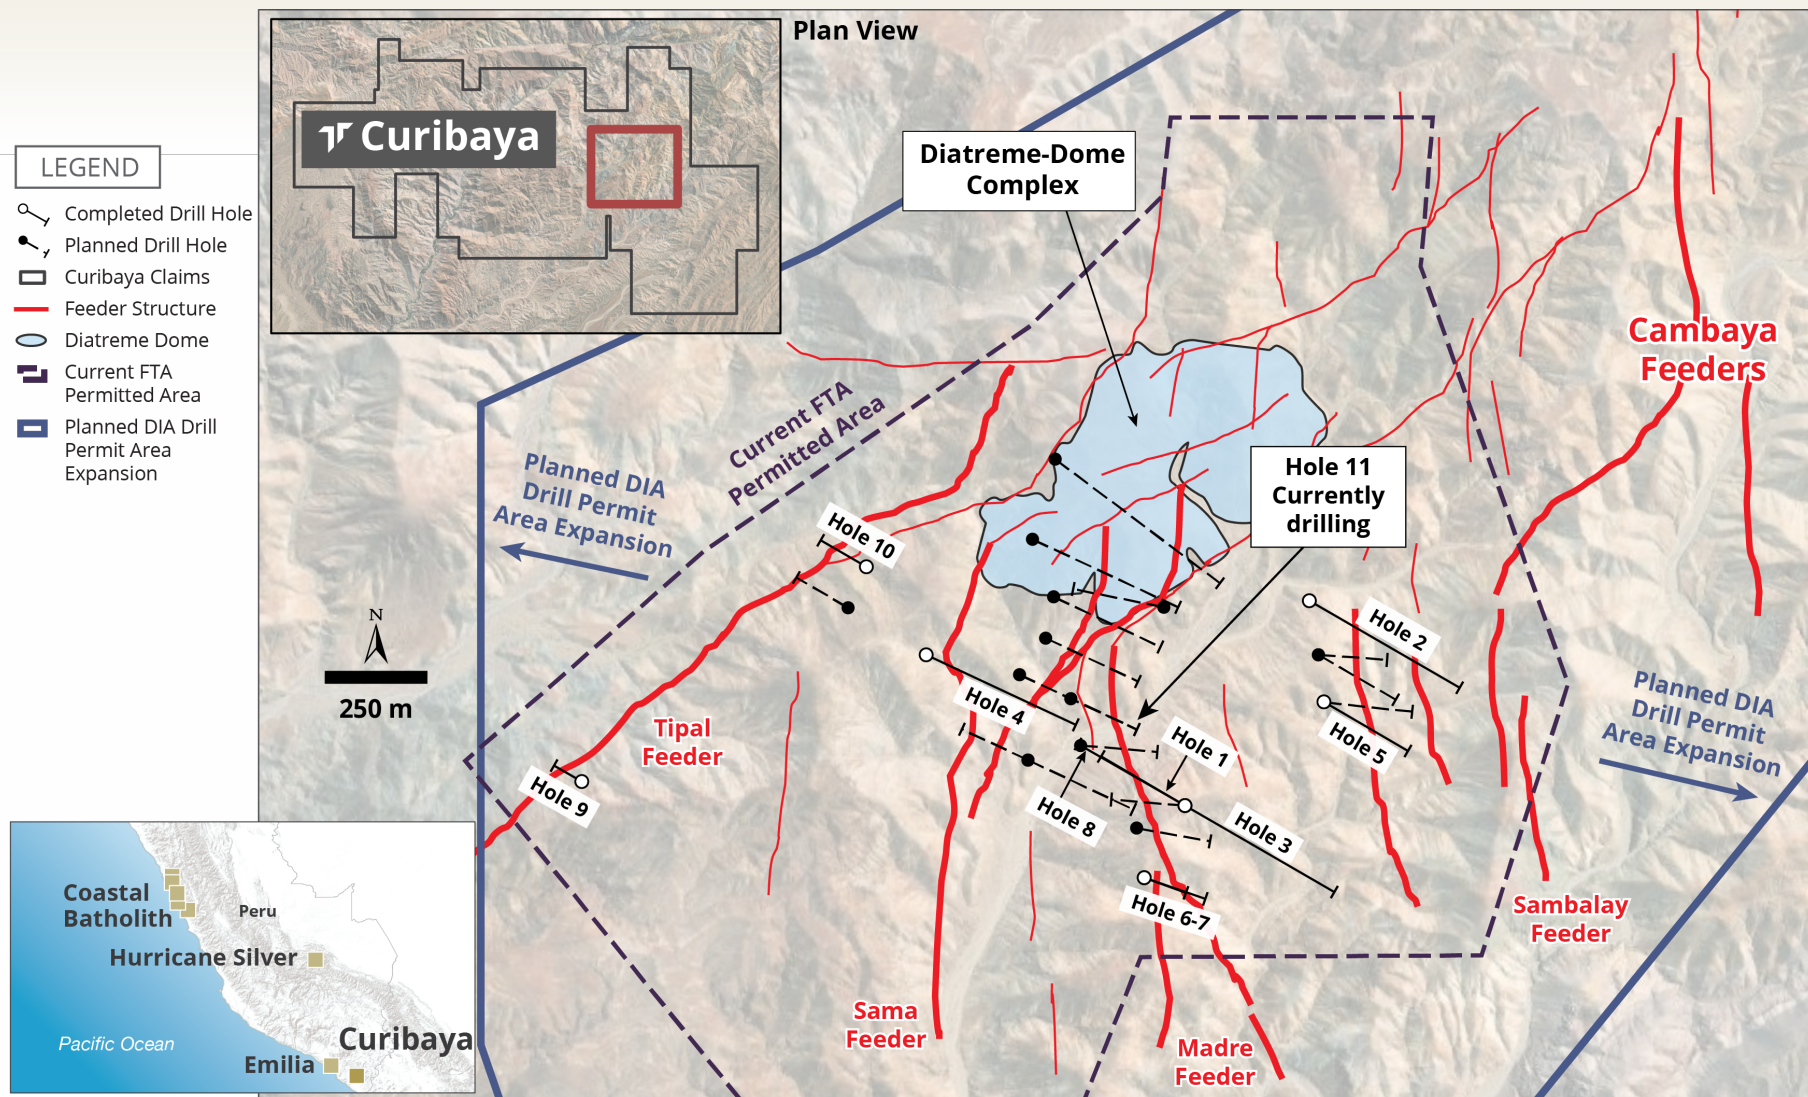 Plan View
Curibaya
LEGEND
Completed Drill Hole
Planned Drill Hole
Curibaya Claims
Feeder Structure
Diatreme Dome
Current FTA
Permitted Area
Planned DIA Drill
Permit Area
Expansion
Diatreme-Dome
Complex
Cambaya
Feeders
Current FTA
Permitted Area
Planned DIA
Drill Permit
Area Expansion
Hole 11
Currently
drilling
Hole 10
N
250 m
Hole 2
Hole 4
Tipal
Feeder
Hole 1
Hole 5
Planned DIA
Drill Permit
Area Expansion
Hole 9
Hole 8
Hole 3
Hole 6-7
Sambalay
Feeder
Sama
Feeder
Madre
Feeder
Coastal
Batholith
Peru
Hurricane Silver
Pacific Ocean
Curibaya
Emilia